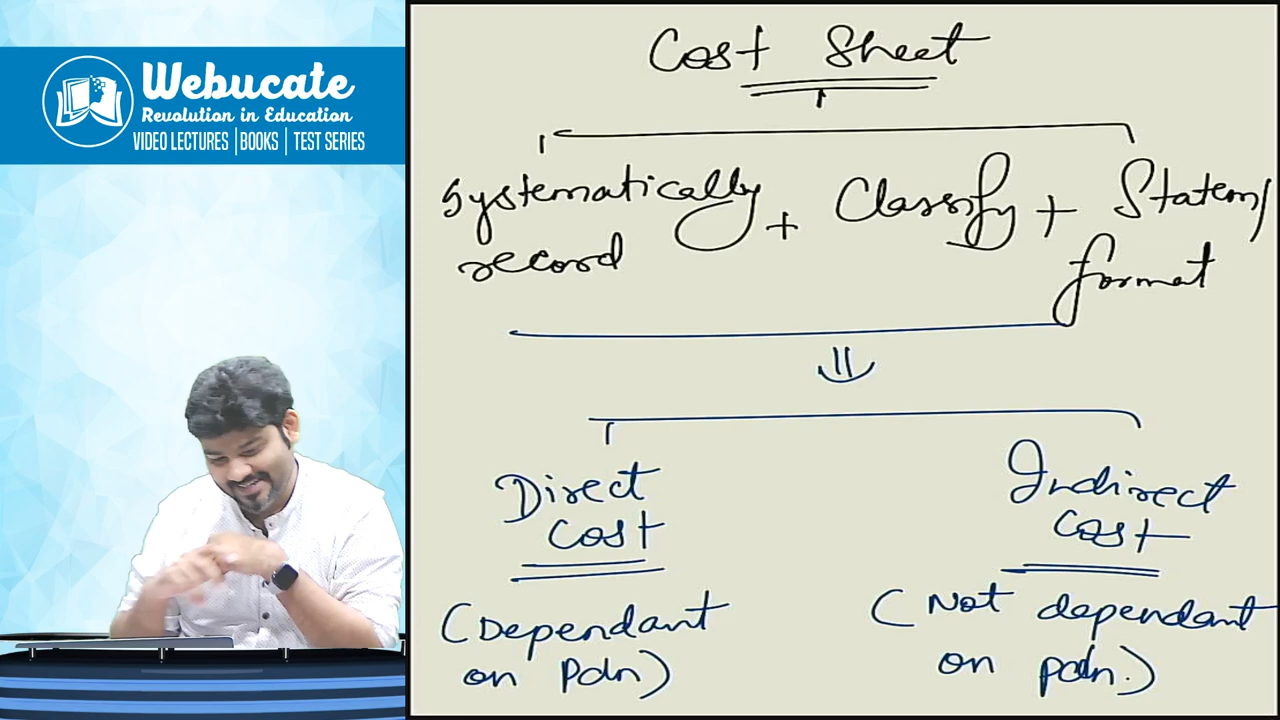 Webucate
Revolution in Education
VIDEO LECTURES | BOOKS | TEST SERIES
Cost Sheet
Systematically + Classify + Statem/
record format
Direct Indirect
cost cost
(Dependant (Not dependant
on Pdn) on pdn.)